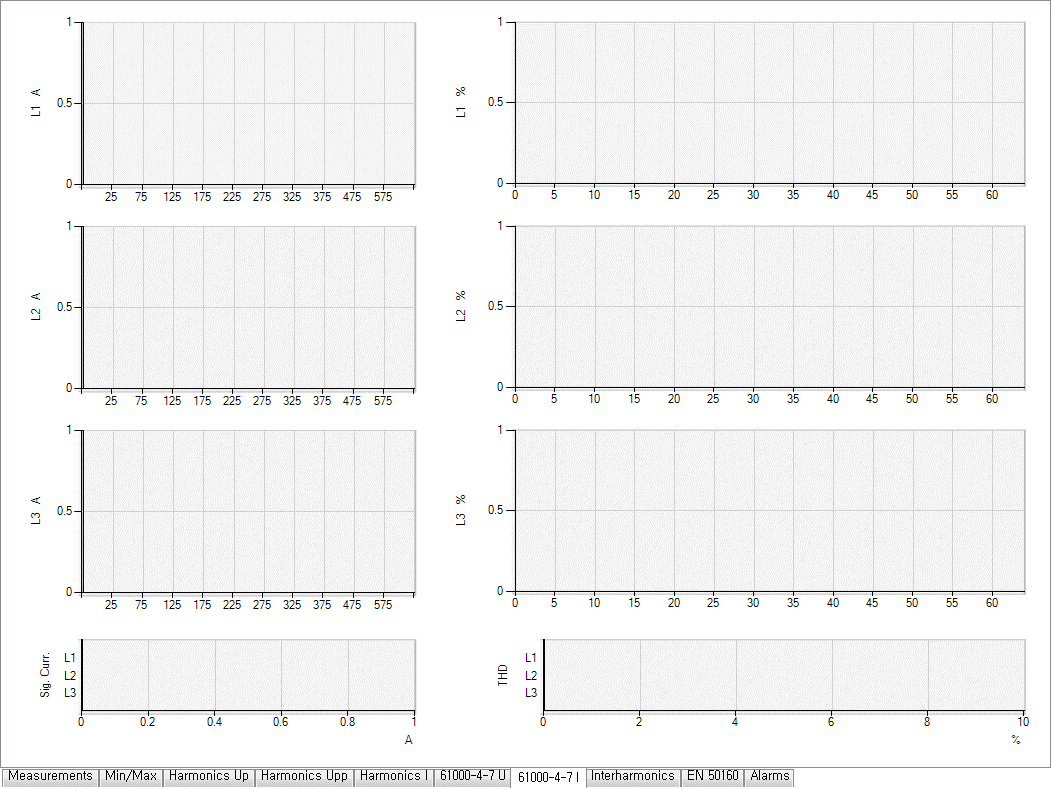 1
L1 A
0.5
0
25 75 125 175 225 275 325 375 475 575
1
L1 %
0.5
0
0 5 10 15 20 25 30 35 40 45 50 55 60
1
L2 A
0.5
0
25 75 125 175 225 275 325 375 475 575
1
L2 %
0.5
0
0 5 10 15 20 25 30 35 40 45 50 55 60
1
L3 A
0.5
0
25 75 125 175 225 275 325 375 475 575
1
L3 %
0.5
0
0 5 10 15 20 25 30 35 40 45 50 55 60
Sig. Curr.
L1
L2
L3
0 0.2 0.4 0.6 0.8 1
A
THD
L1
L2
L3
0 2 4 6 8 10
%
Measurements Min/Max Harmonics Up Harmonics Upp Harmonics I 61000-4-7 U 61000-4-7 I Interharmonics EN 50160 Alarms